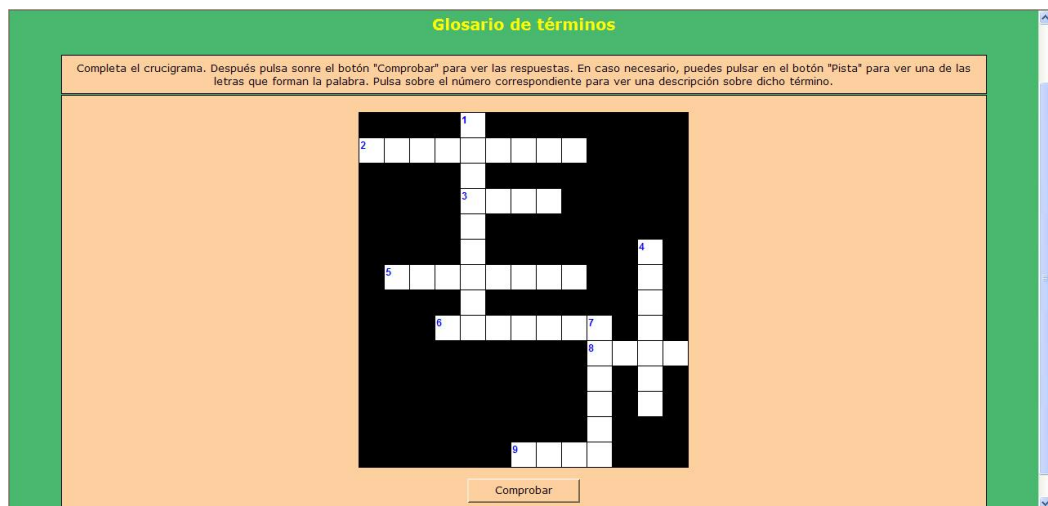 Glosario de términos
Completa el crucigrama. Después pulsa sonre el botón "Comprobar" para ver las respuestas. En caso necesario, puedes pulsar en el botón "Pista" para ver una de las
letras que forman la palabra. Pulsa sobre el número correspondiente para ver una descripción sobre dicho término.
1
2
3
4
5
6 7
8
9
Comprobar